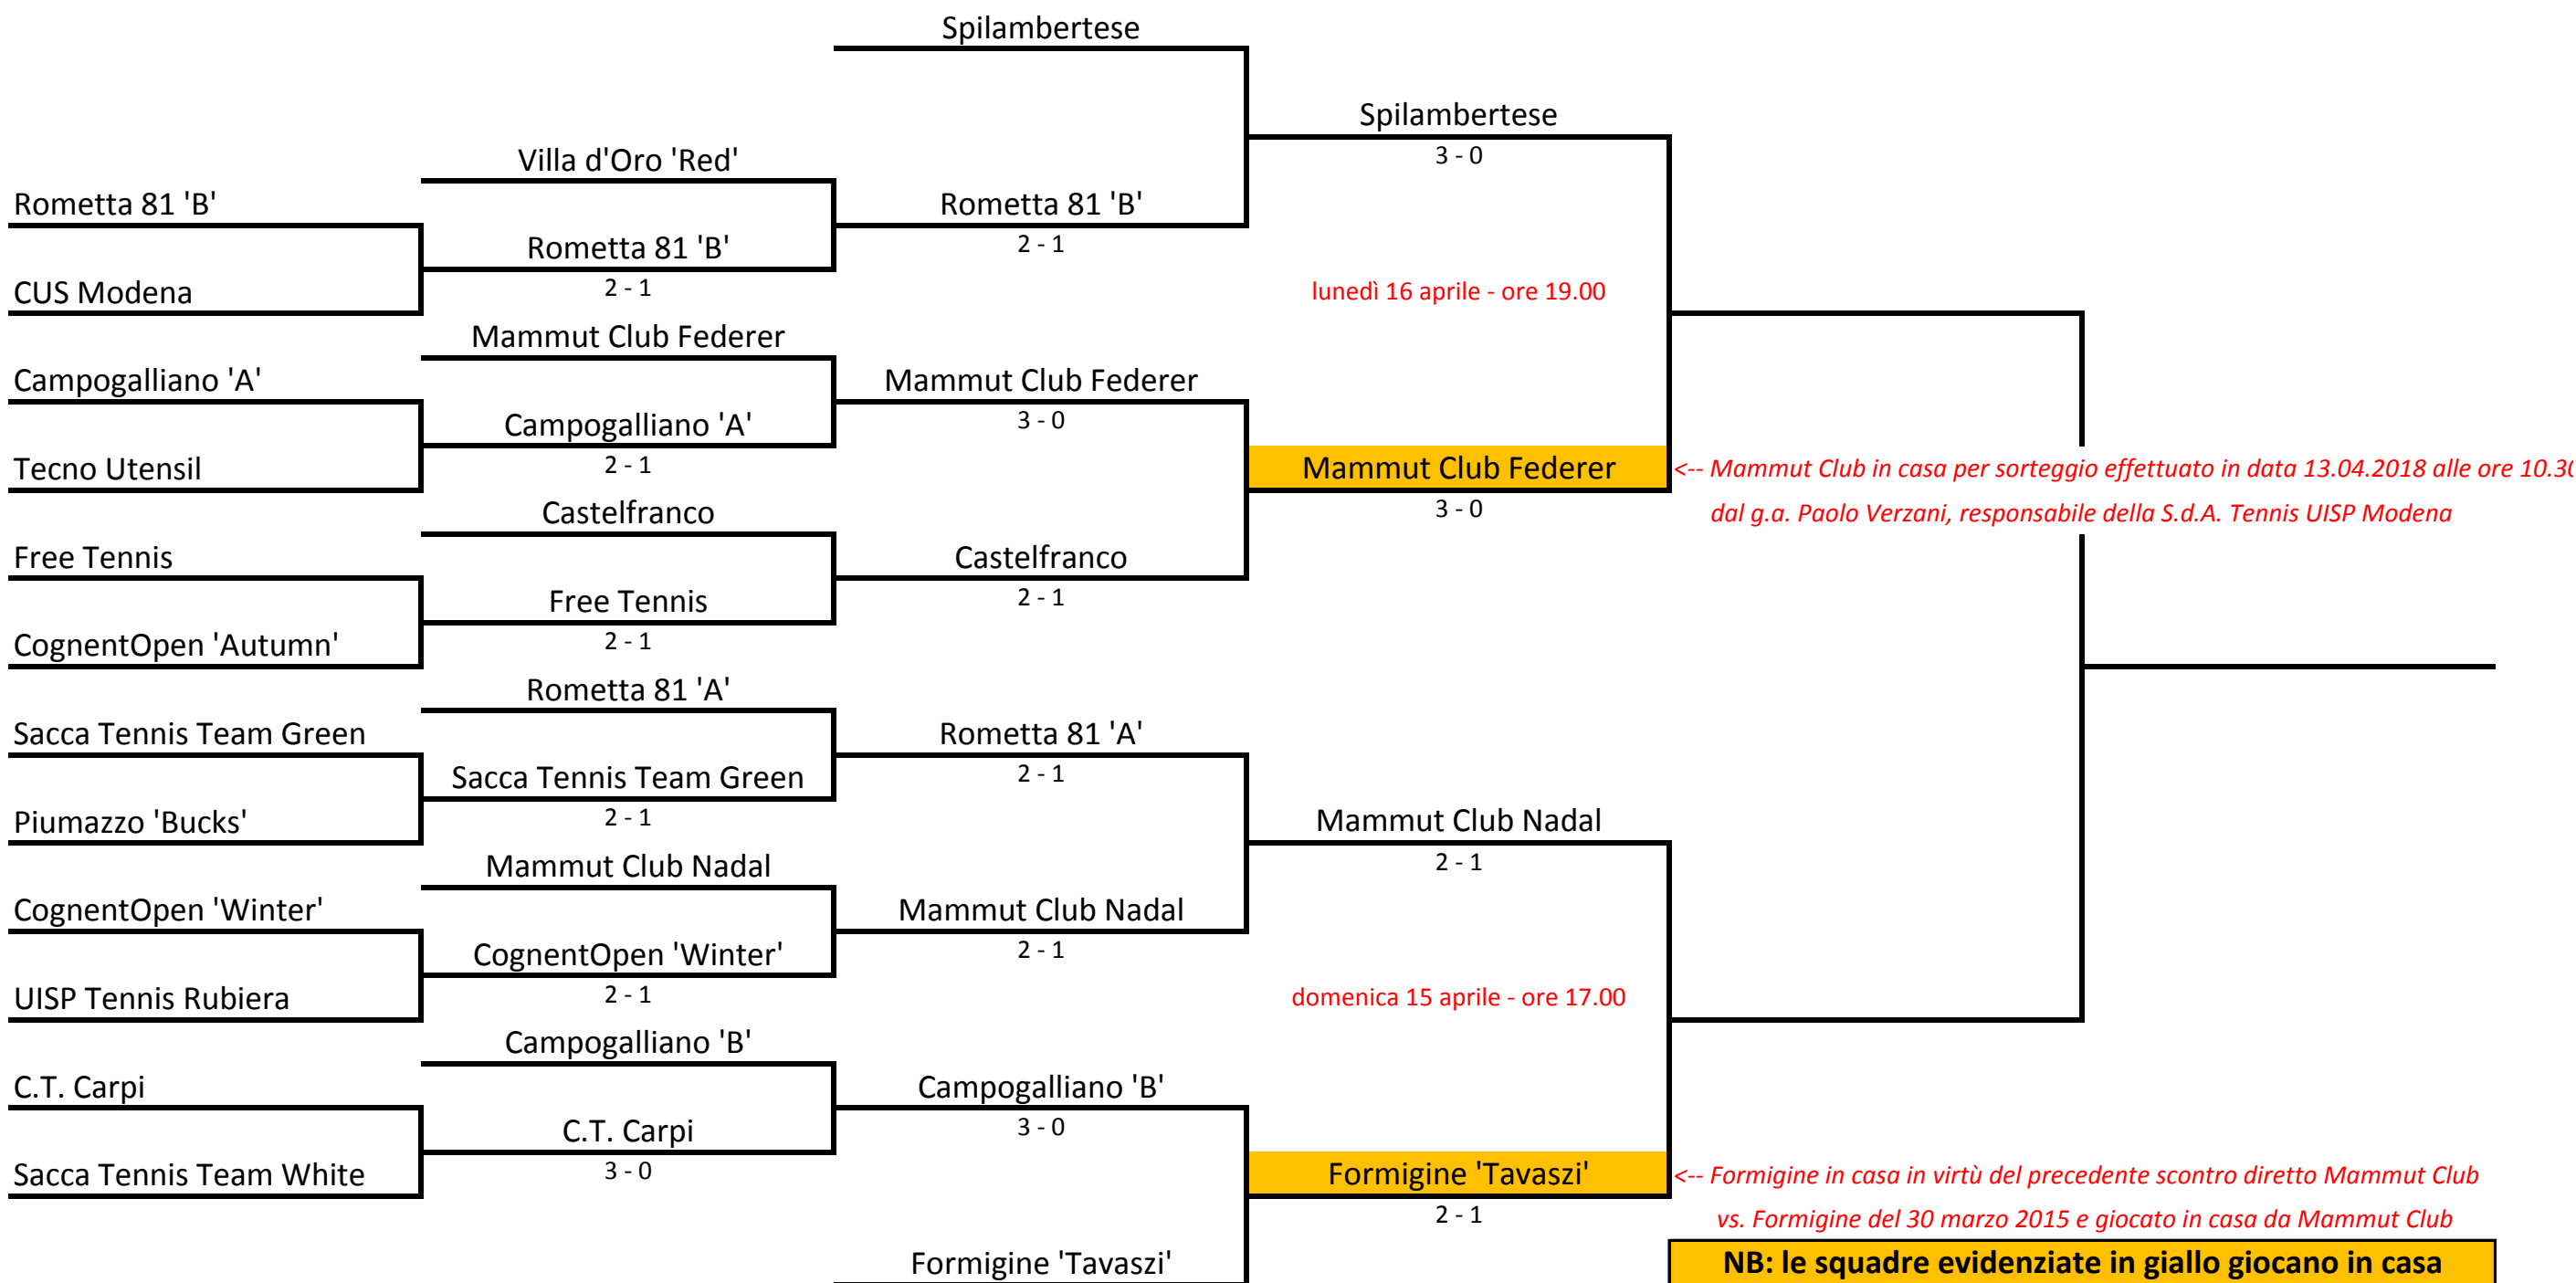 Spilambertese
Spilambertese
3 - 0
Villa d'Oro 'Red'
Rometta 81 'B'
Rometta 81 'B'
Rometta 81 'B'
2 - 1
CUS Modena
2 - 1
lunedì 16 aprile - ore 19.00
Mammut Club Federer
Campogalliano 'A'
Mammut Club Federer
Campogalliano 'A'
3 - 0
Tecno Utensil
2 - 1
Mammut Club Federer
<-- Mammut Club in casa per sorteggio effettuato in data 13.04.2018 alle ore 10.30
Castelfranco
3 - 0
dal g.a. Paolo Verzani, responsabile della S.d.A. Tennis UISP Modena
Free Tennis
Castelfranco
Free Tennis
2 - 1
CognentOpen 'Autumn'
2 - 1
Rometta 81 'A'
Sacca Tennis Team Green
Rometta 81 'A'
Sacca Tennis Team Green
2 - 1
Piumazzo 'Bucks'
2 - 1
Mammut Club Nadal
2 - 1
Mammut Club Nadal
CognentOpen 'Winter'
Mammut Club Nadal
CognentOpen 'Winter'
2 - 1
UISP Tennis Rubiera
2 - 1
domenica 15 aprile - ore 17.00
Campogalliano 'B'
C.T. Carpi
Campogalliano 'B'
C.T. Carpi
3 - 0
Sacca Tennis Team White
3 - 0
Formigine 'Tavaszi'
<-- Formigine in casa in virtù del precedente scontro diretto Mammut Club
2 - 1
vs. Formigine del 30 marzo 2015 e giocato in casa da Mammut Club
Formigine 'Tavaszi'
NB: le squadre evidenziate in giallo giocano in casa